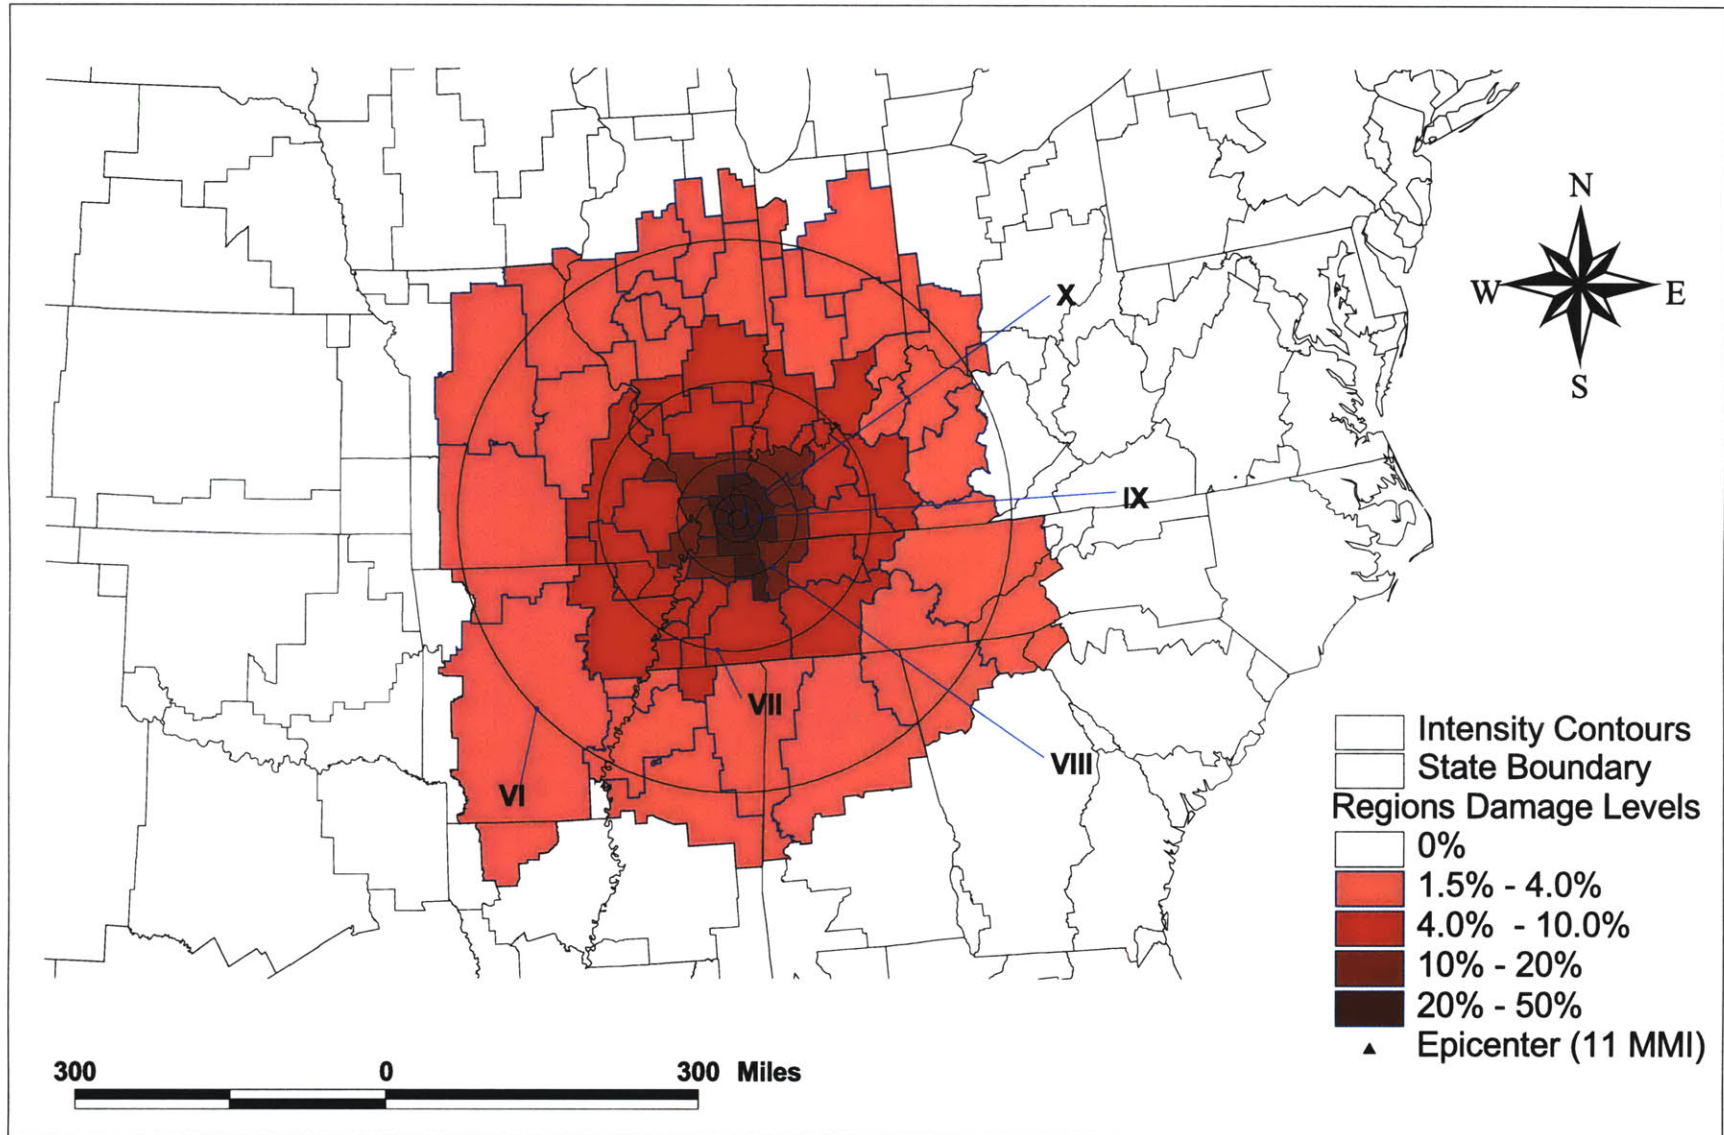 N
W E
S
X
IX
VII
VIII
VI
Intensity Contours
State Boundary
Regions Damage Levels
0%
1.5% - 4.0%
4.0% - 10.0%
10% - 20%
20% - 50%
Epicenter (11 MMI)
300 0 300 Miles